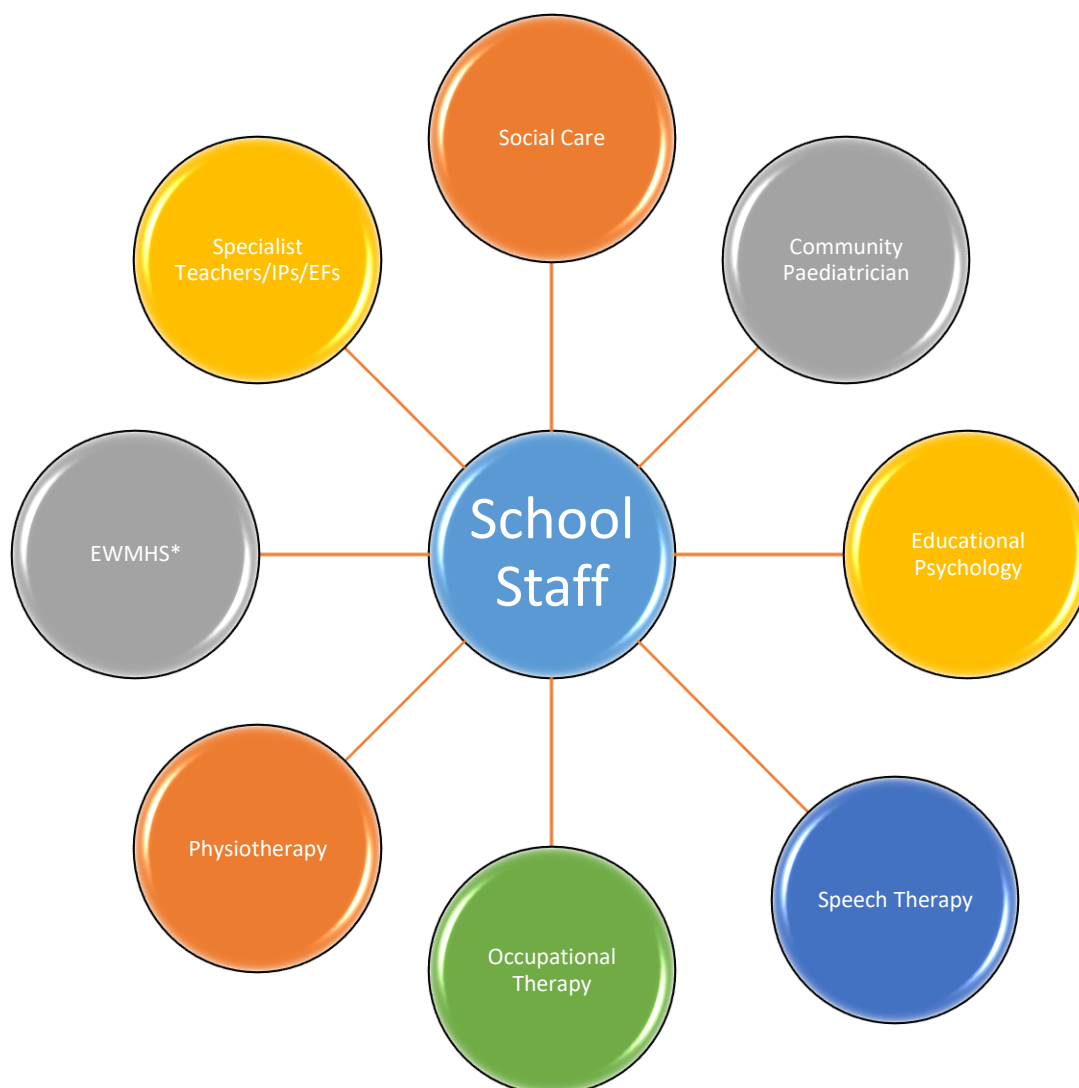 Social Care
Specialist
Teachers/IPs/EFs
Community
Paediatrician
School
Staff
EWMHS*
Educational
Psychology
Physiotherapy
Speech Therapy
Occupational
Therapy